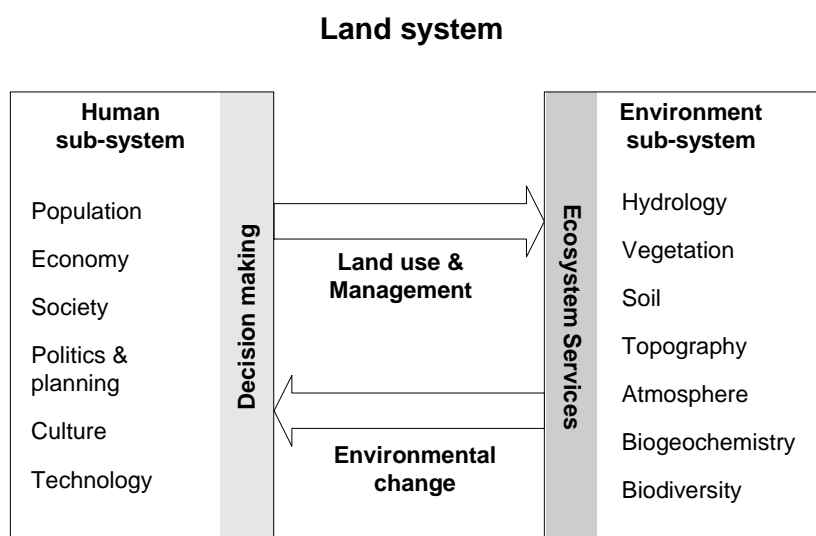 Land system
Human
sub-system
Population
Economy
Society
Politics &
planning
Culture
Technology
Decision making
Land use &
Management
Environmental
change
Ecosystem Services
Environment
sub-system
Hydrology
Vegetation
Soil
Topography
Atmosphere
Biogeochemistry
Biodiversity